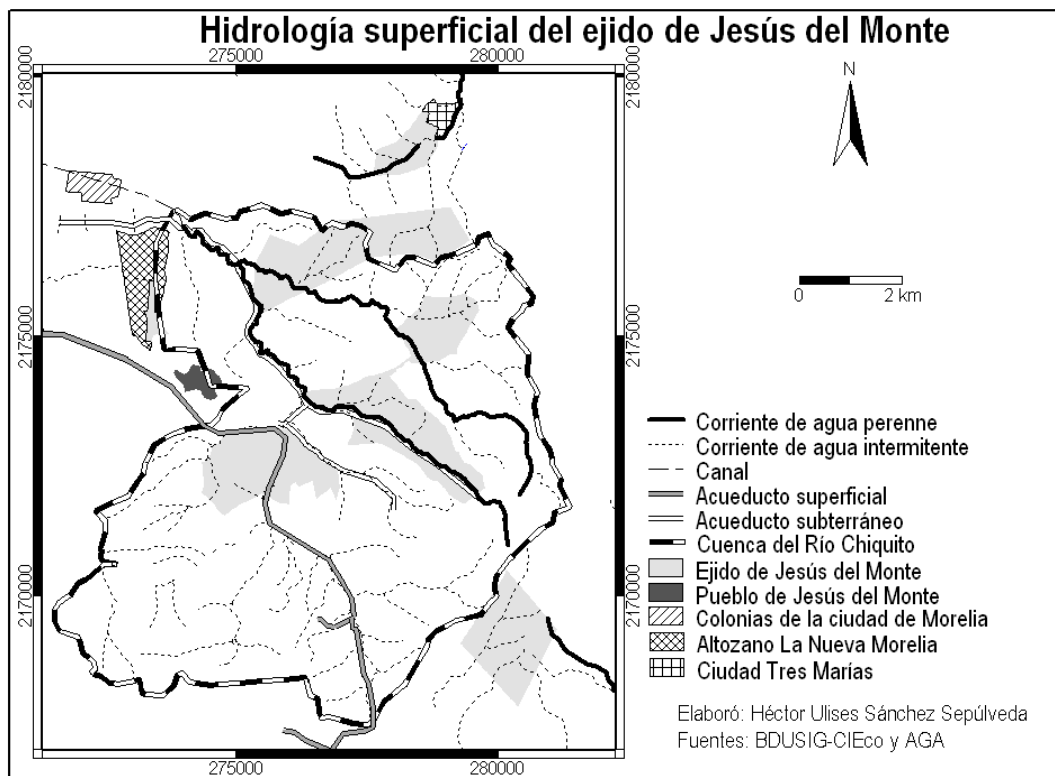 Hidrología superficial del ejido de Jesús del Monte
275000
280000
2180000
2180000
N
0
2 km
2175000
2175000
Corriente de agua perenne
Corriente de agua intermitente
Canal
Acueducto superficial
Acueducto subterráneo
Cuenca del Río Chiquito
Ejido de Jesús del Monte
Pueblo de Jesús del Monte
Colonias de la ciudad de Morelia
Altozano La Nueva Morelia
Ciudad Tres Marías
2170000
2170000
Elaboró: Héctor Ulises Sánchez Sepúlveda
Fuentes: BDUSIG-CIEco y AGA
275000
280000